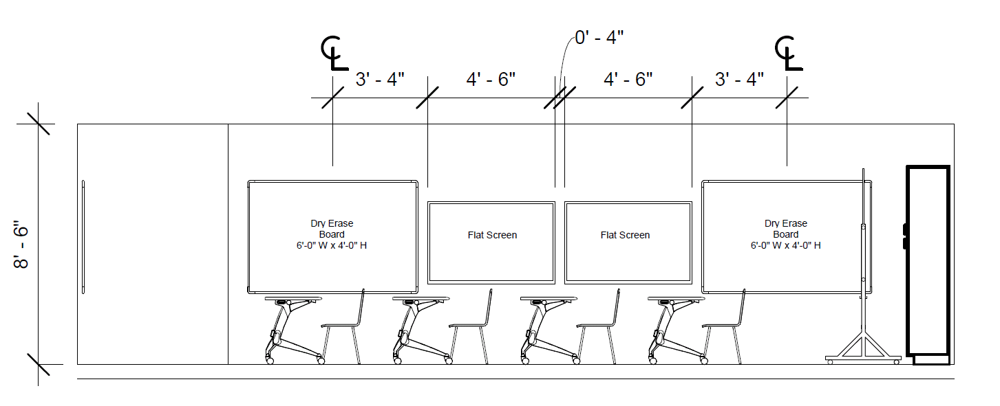 0' - 4"
℄ ℄
3' - 4" 4' - 6" 4' - 6" 3' - 4"
8' - 6"
Dry Erase
Board
6'-0" W x 4'-0" H
Flat Screen
Flat Screen
Dry Erase
Board
6'-0" W x 4'-0" H